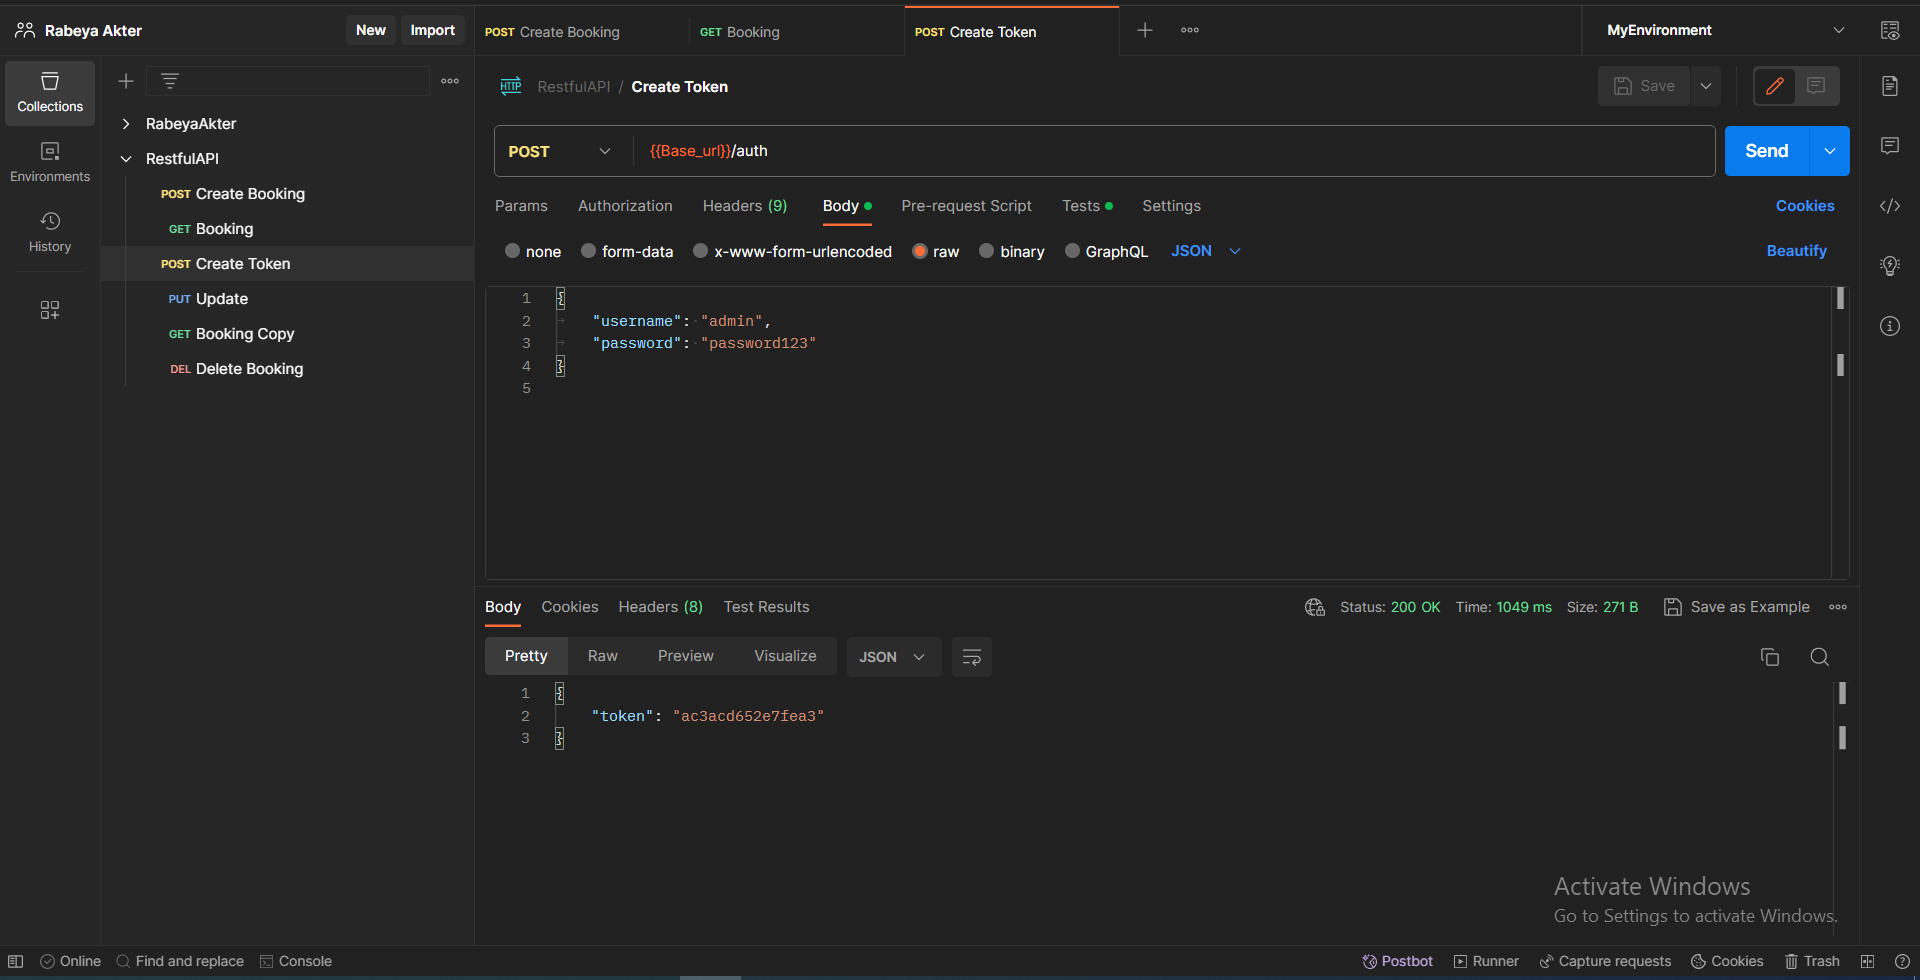 Rabeya Akter
New
Import
POST Create Booking
GET Booking
POST Create Token
MyEnvironment
Collections
Environments
History
RabeyaAkter
RestfulAPI
POST Create Booking
GET Booking
POST Create Token
PUT Update
GET Booking Copy
DEL Delete Booking
HTTP RestfulAPI / Create Token
Save
POST
{{Base_url}}/auth
Send
Params Authorization Headers (9) Body Pre-request Script Tests Settings
Cookies
none form-data x-www-form-urlencoded raw binary GraphQL JSON
Beautify
1 {
2 "username": "admin",
3 "password": "password123"
4 }
5
Body Cookies Headers (8) Test Results
Status: 200 OK Time: 1049 ms Size: 271 B Save as Example
Pretty Raw Preview Visualize JSON
1 {
2 "token": "ac3acd652e7fea3"
3 }
Activate Windows
Go to Settings to activate Windows.
Online Find and replace Console
Postbot Runner Capture requests Cookies Trash